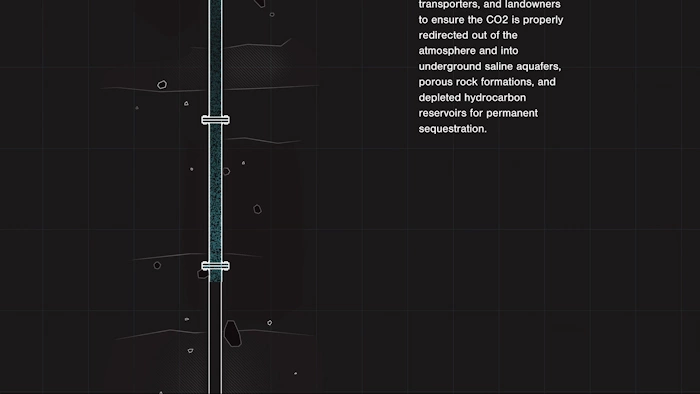 transporters, and landowners
to ensure the CO2 is properly
redirected out of the
atmosphere and into
underground saline aquafers,
porous rock formations, and
depleted hydrocarbon
reservoirs for permanent
sequestration.